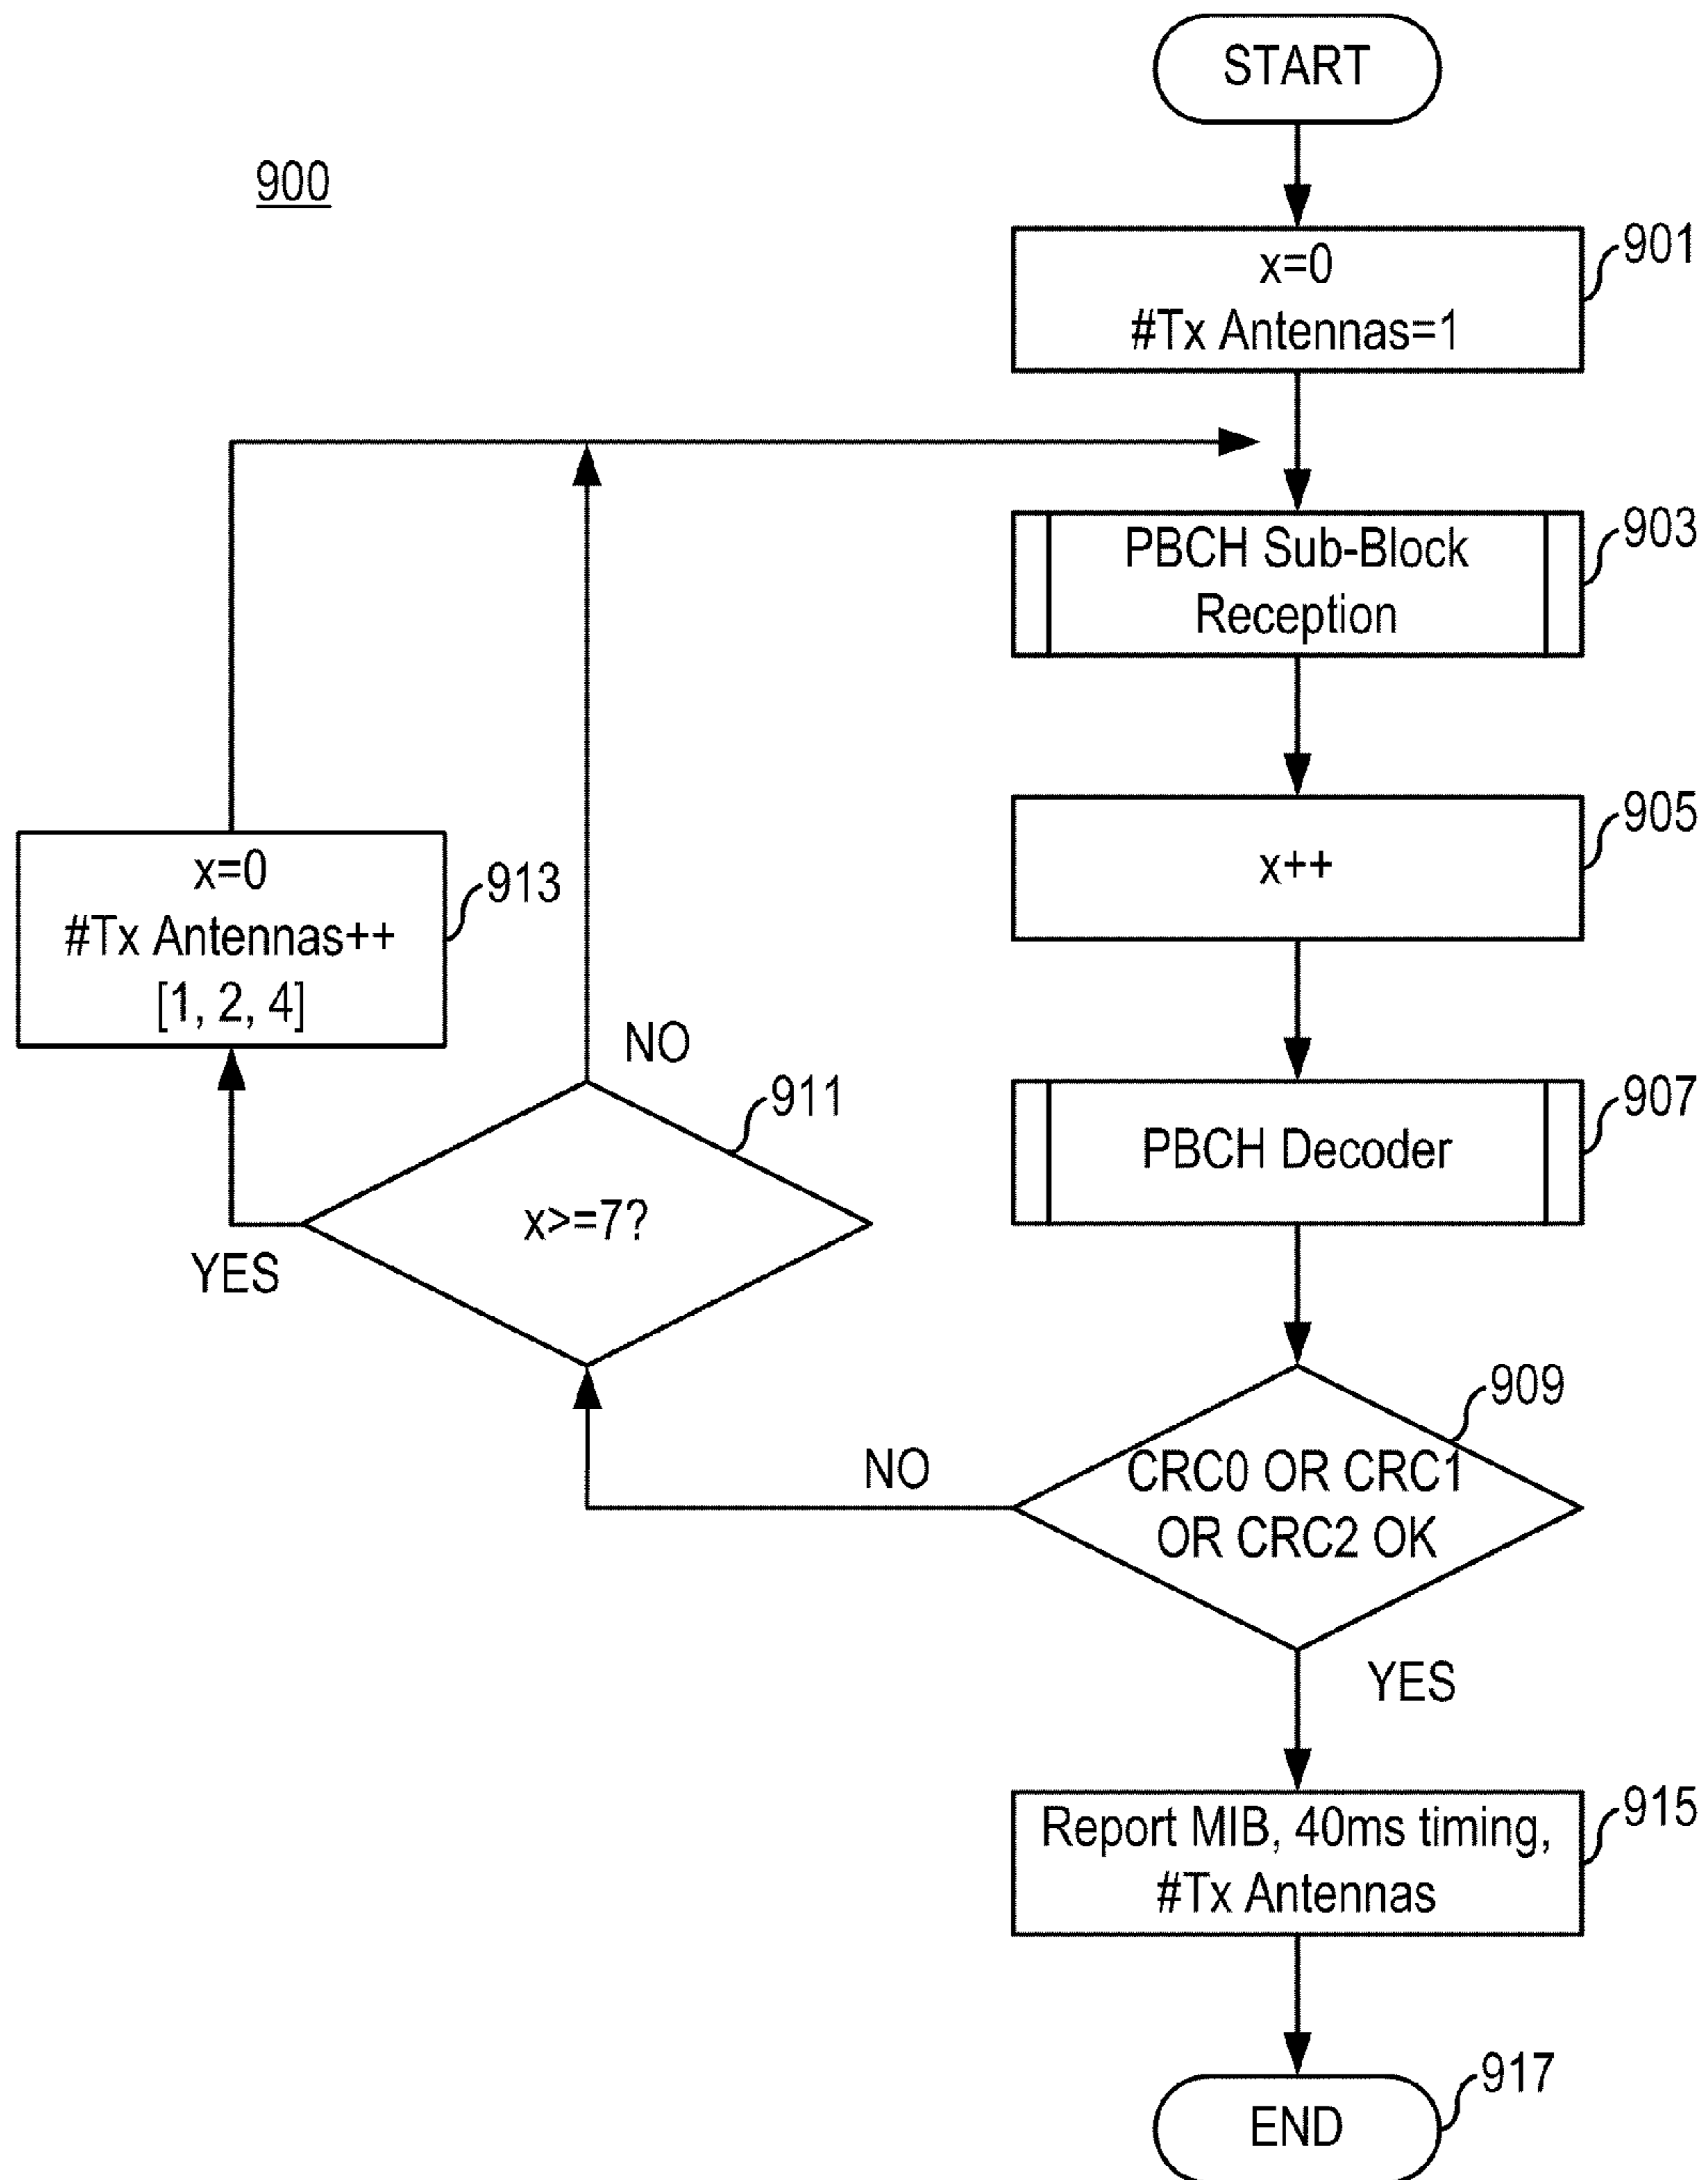 START
900
x=0
#Tx Antennas=1
901
PBCH Sub-Block
Reception
903
x++
905
x=0
#Tx Antennas++
[1, 2, 4]
913
NO
PBCH Decoder
907
x>=7?
911
YES
CRC0 OR CRC1
OR CRC2 OK
909
NO
YES
Report MIB, 40ms timing,
#Tx Antennas
915
END
917